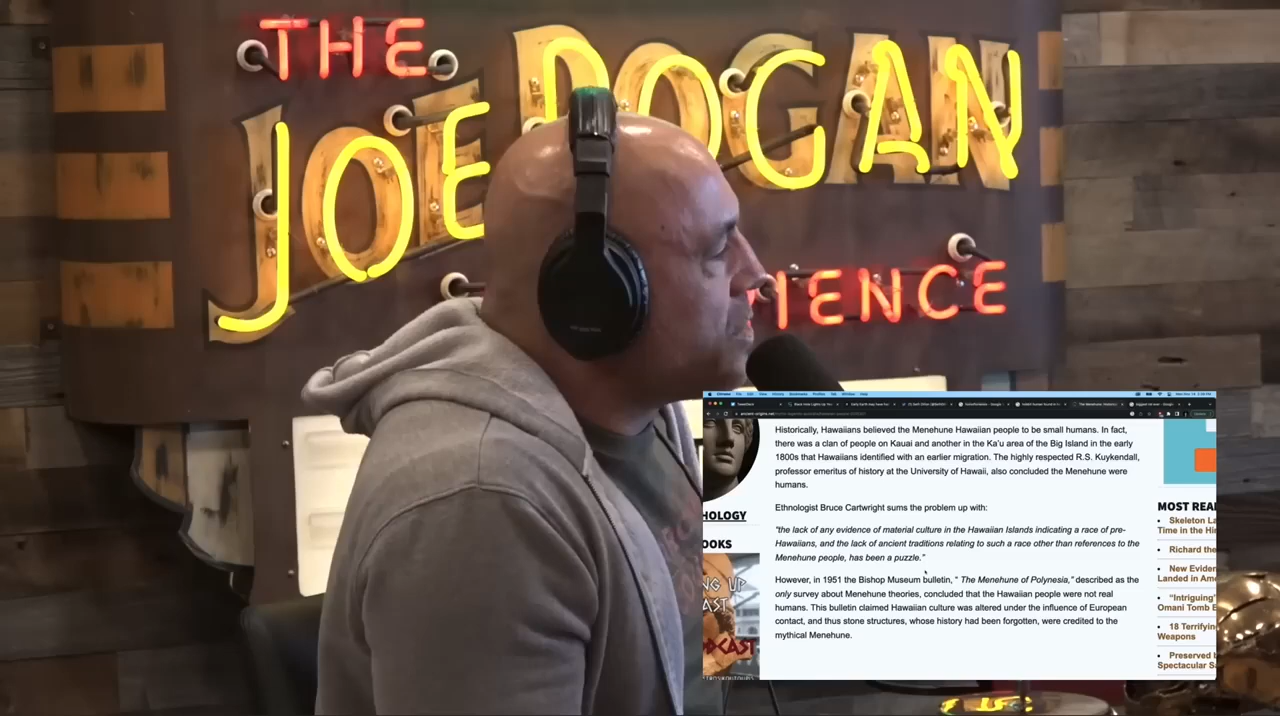 THE
JOE ROGAN
IENCE
Historically, Hawaiians believed the Menehune Hawaiian people to be small humans. In fact,
there was a clan of people on Kauai and another in the Ka'u area of the Big Island in the early
1800s that Hawaiians identified with an earlier migration. The highly respected R.S. Kuykendall,
professor emeritus of history at the University of Hawaii, also concluded the Menehune were
humans.
Ethnologist Bruce Cartwright sums the problem up with:
"the lack of any evidence of material culture in the Hawaiian Islands indicating a race of pre-
Hawaiians, and the lack of ancient traditions relating to such a race other than references to the
Menehune people, has been a puzzle."
However, in 1951 the Bishop Museum bulletin, " The Menehune of Polynesia," described as the
only survey about Menehune theories, concluded that the Hawaiian people were not real
humans. This bulletin claimed Hawaiian culture was altered under the influence of European
contact, and thus stone structures, whose history had been forgotten, were credited to the
mythical Menehune.
HOLOGY
OOKS
NG UP
AST
DCAST
MOST REA
Skeleton La
Time in the Hi
Richard the
New Eviden
Landed in Ame
"Intriguing"
Omani Tomb E
18 Terrifying
Weapons
Preserved b
Spectacular Sa